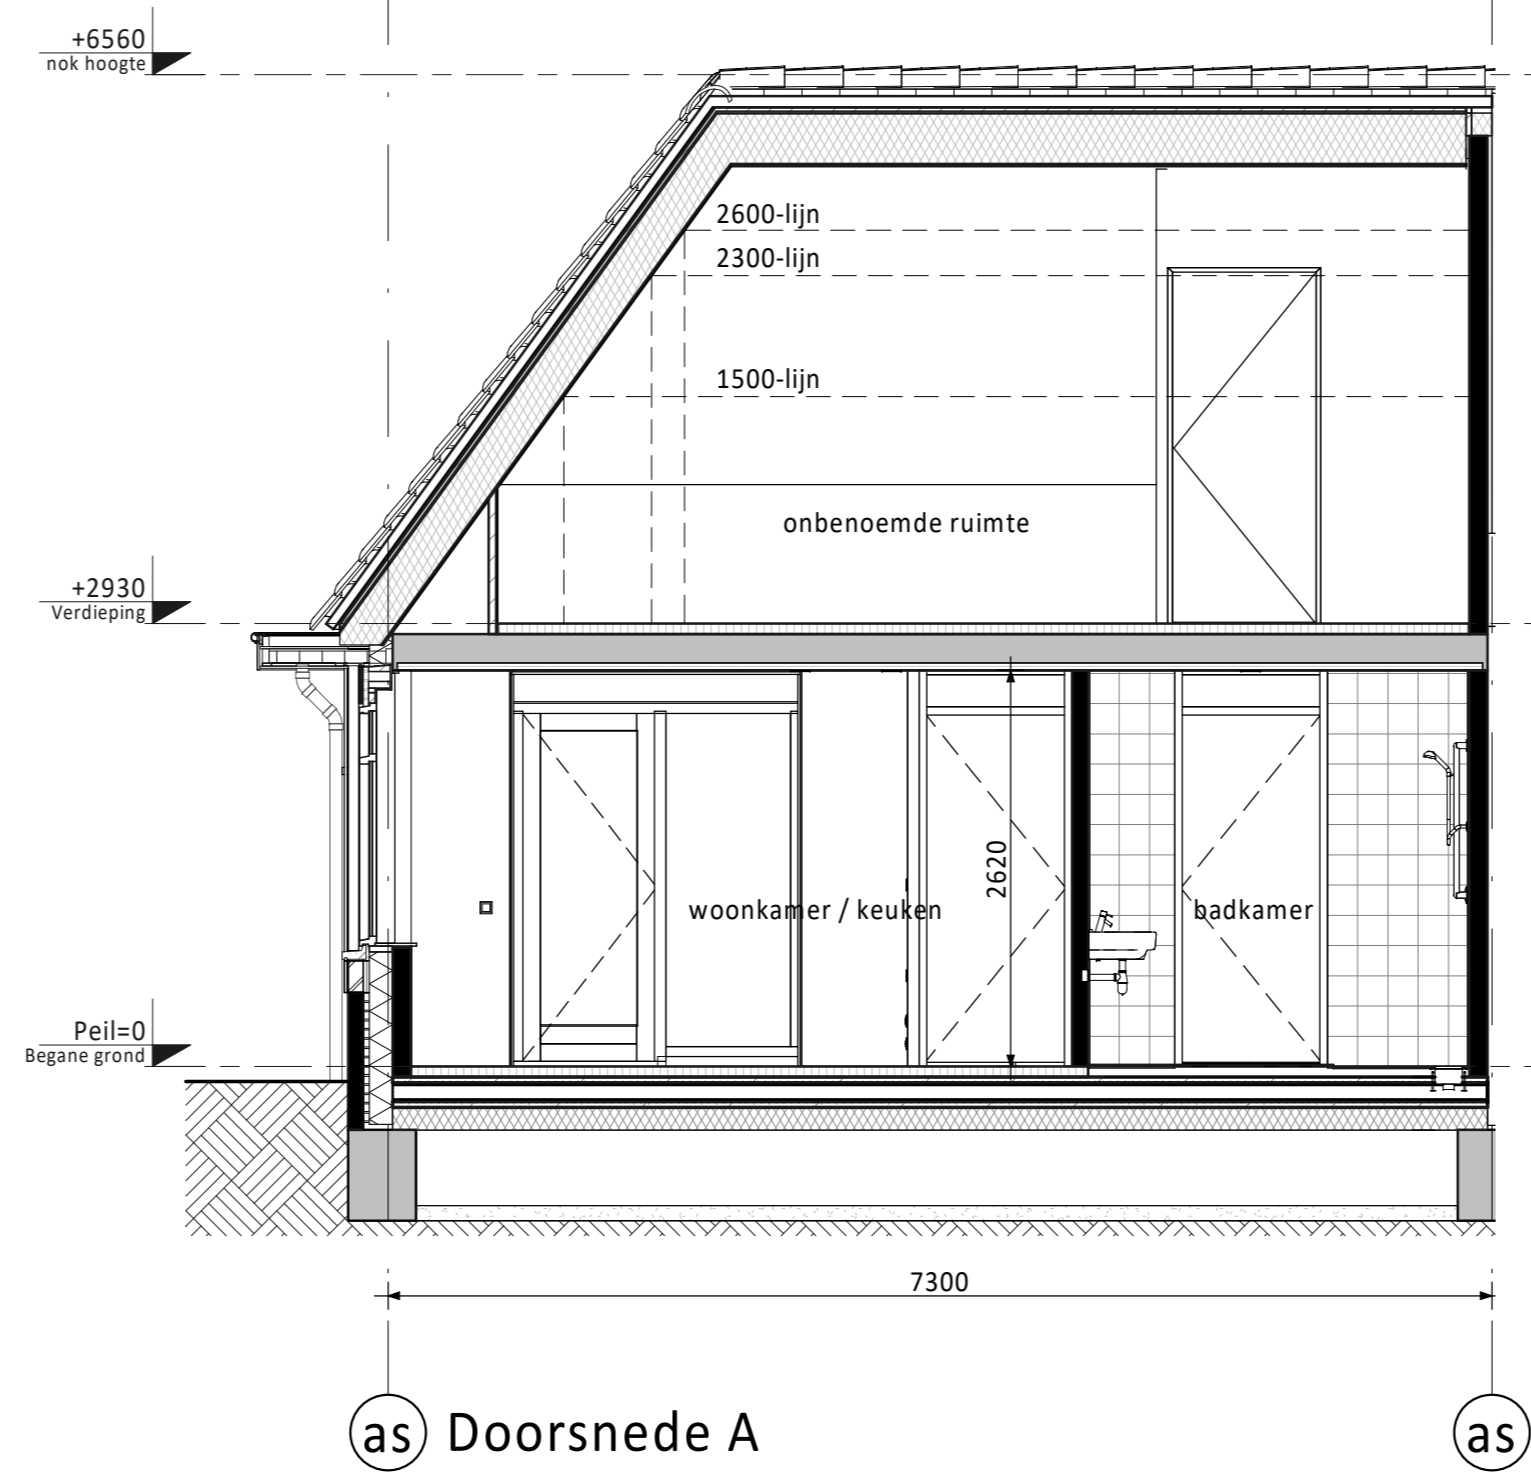 +6560
nok hoogte
2600-lijn
2300-lijn
1500-lijn
onbenoemde ruimte
+2930
Verdieping
2620
woonkamer / keuken
badkamer
Peil=0
Begane grond
7300
as
Doorsnede A
as